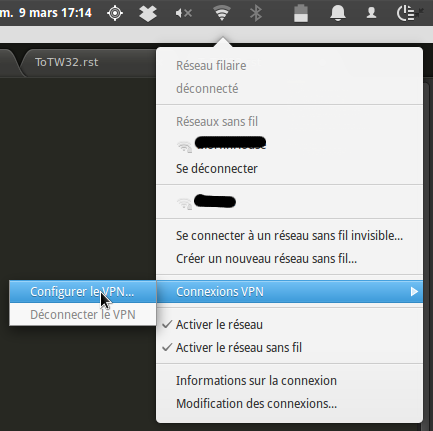 m. 9 mars 17:14
ToTW32.rst
Réseau filaire
déconnecté
Réseaux sans fil
Se déconnecter
Se connecter à un réseau sans fil invisible...
Créer un nouveau réseau sans fil...
Configurer le VPN...
Connexions VPN
Déconnecter le VPN
Activer le réseau
Activer le réseau sans fil
Informations sur la connexion
Modification des connexions...